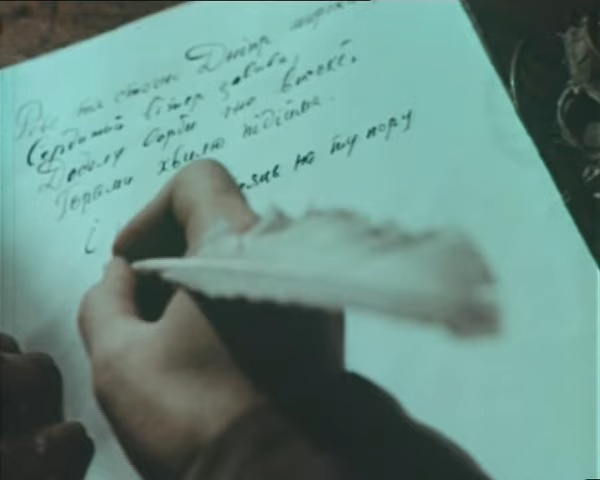 Реве та стогне Дніпр
Сердитий вітер завива,
Додолу верби гне високі,
Горами хвилю підійма.
І на ту пору